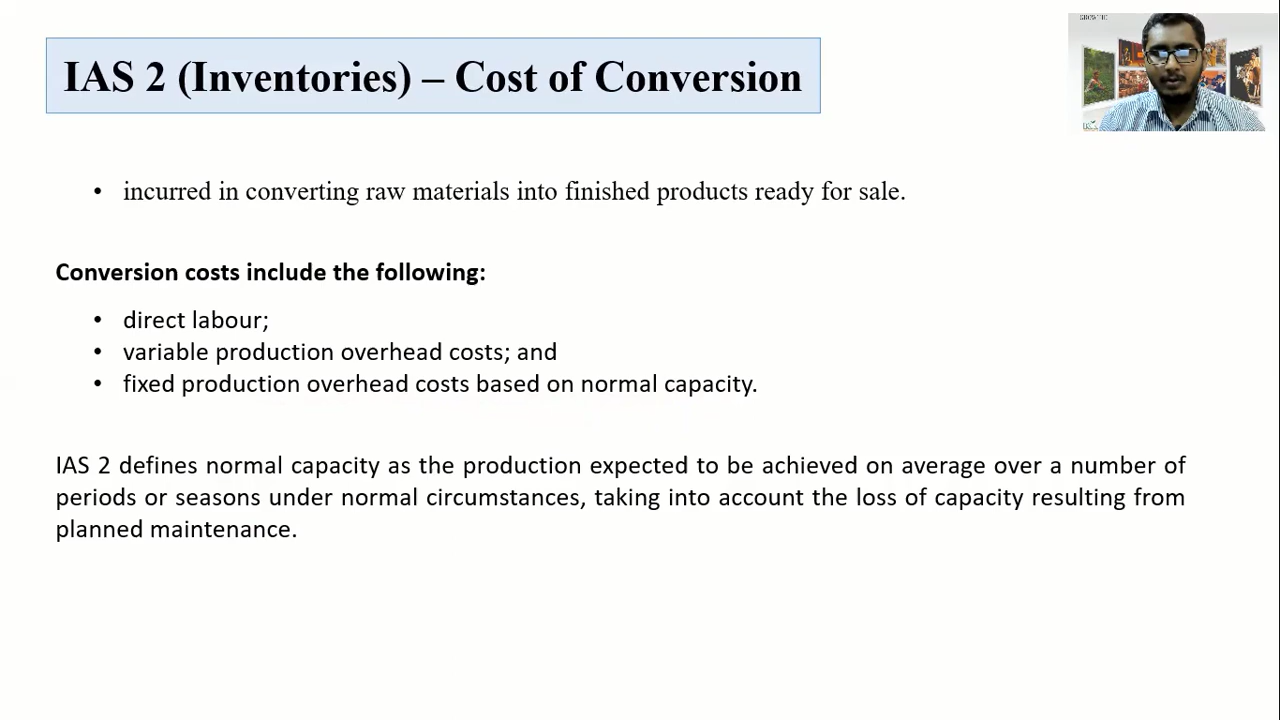 IAS 2 (Inventories) – Cost of Conversion
• incurred in converting raw materials into finished products ready for sale.
Conversion costs include the following:
• direct labour;
• variable production overhead costs; and
• fixed production overhead costs based on normal capacity.
IAS 2 defines normal capacity as the production expected to be achieved on average over a number of
periods or seasons under normal circumstances, taking into account the loss of capacity resulting from
planned maintenance.